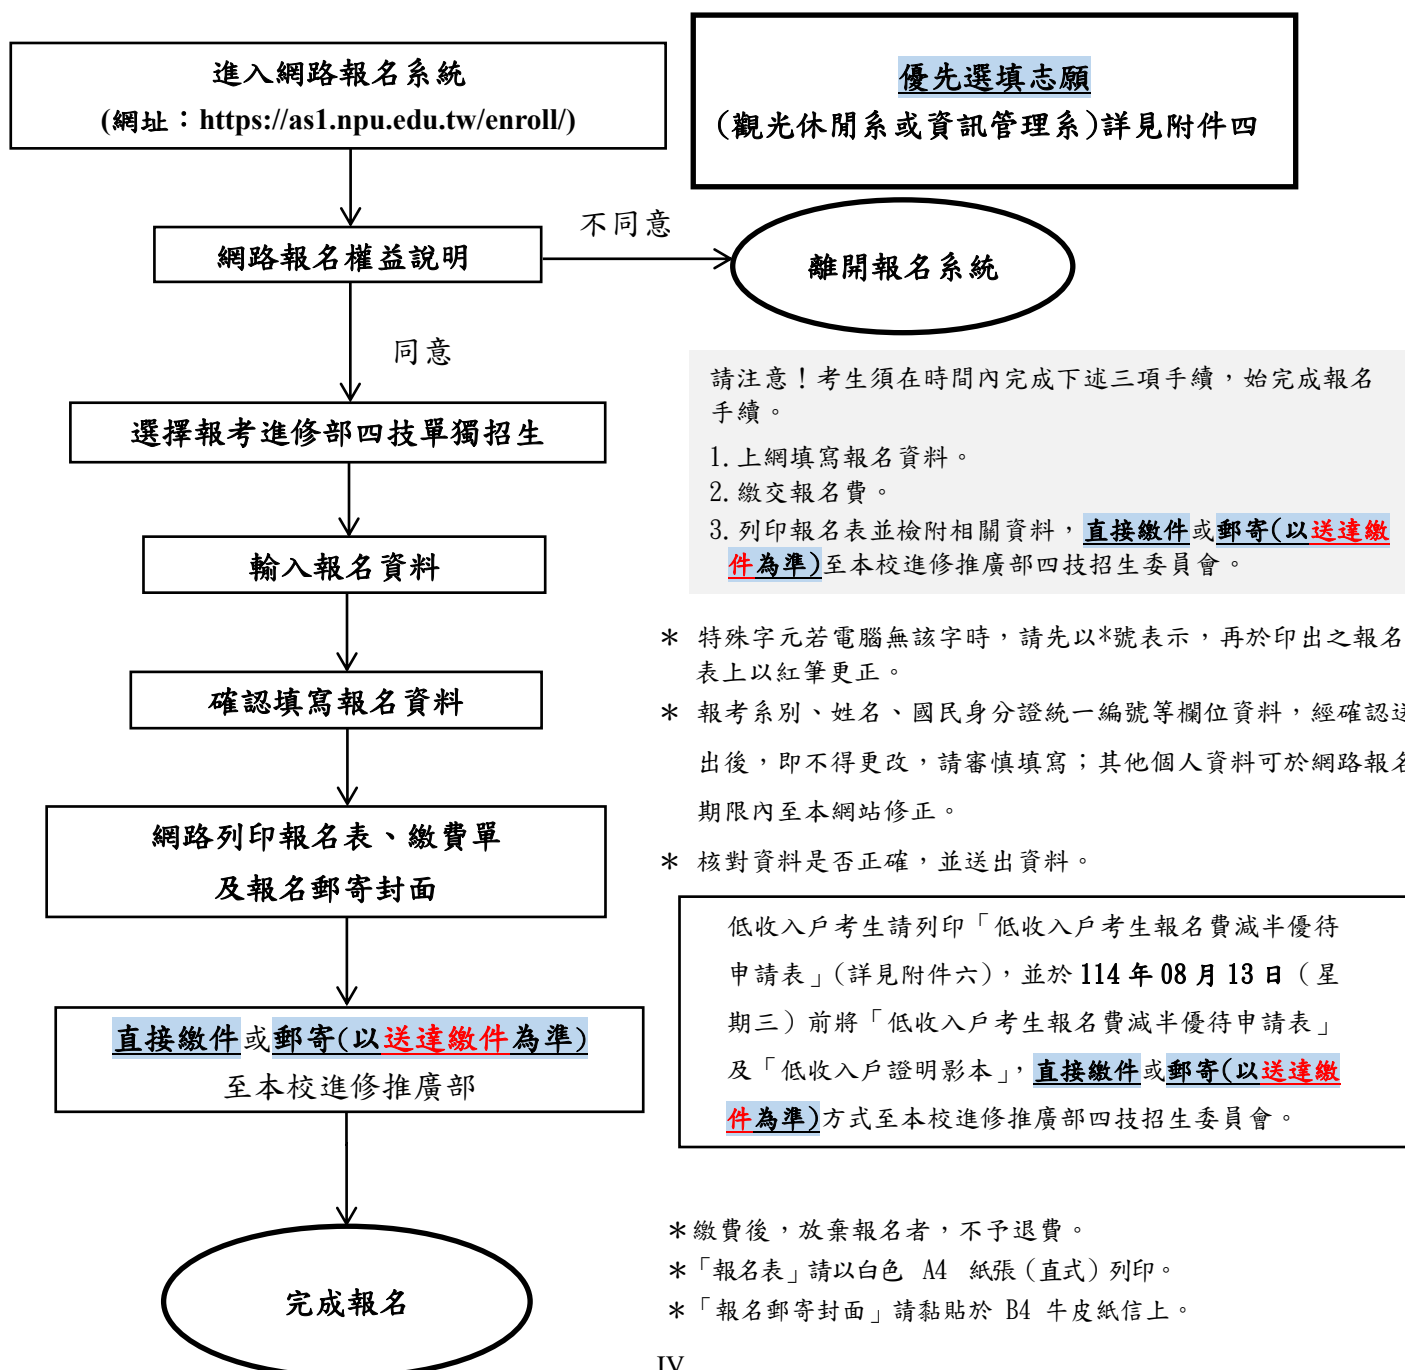 進入網路報名系統
(網址：https://as1.npu.edu.tw/enroll/)
優先選填志願
(觀光休閒系或資訊管理系)詳見附件四
網路報名權益說明
不同意
離開報名系統
同意
選擇報考進修部四技單獨招生
輸入報名資料
確認填寫報名資料
網路列印報名表、繳費單
及報名郵寄封面
直接繳件或郵寄(以送達繳件為準)
至本校進修推廣部
完成報名
請注意！考生須在時間內完成下述三項手續，始完成報名
手續。
1.上網填寫報名資料。
2.繳交報名費。
3.列印報名表並檢附相關資料，直接繳件或郵寄(以送達繳
件為準)至本校進修推廣部四技招生委員會。
＊ 特殊字元若電腦無該字時，請先以*號表示，再於印出之報名
表上以紅筆更正。
＊ 報考系別、姓名、國民身分證統一編號等欄位資料，經確認送
出後，即不得更改，請審慎填寫；其他個人資料可於網路報名
期限內至本網站修正。
＊ 核對資料是否正確，並送出資料。
低收入戶考生請列印「低收入戶考生報名費減半優待
申請表」(詳見附件六)，並於 114 年 08 月 13 日（星
期三）前將「低收入戶考生報名費減半優待申請表」
及「低收入戶證明影本」，直接繳件或郵寄(以送達繳
件為準)方式至本校進修推廣部四技招生委員會。
＊繳費後，放棄報名者，不予退費。
＊「報名表」請以白色 A4 紙張（直式）列印。
＊「報名郵寄封面」請黏貼於 B4 牛皮紙信上。
IV